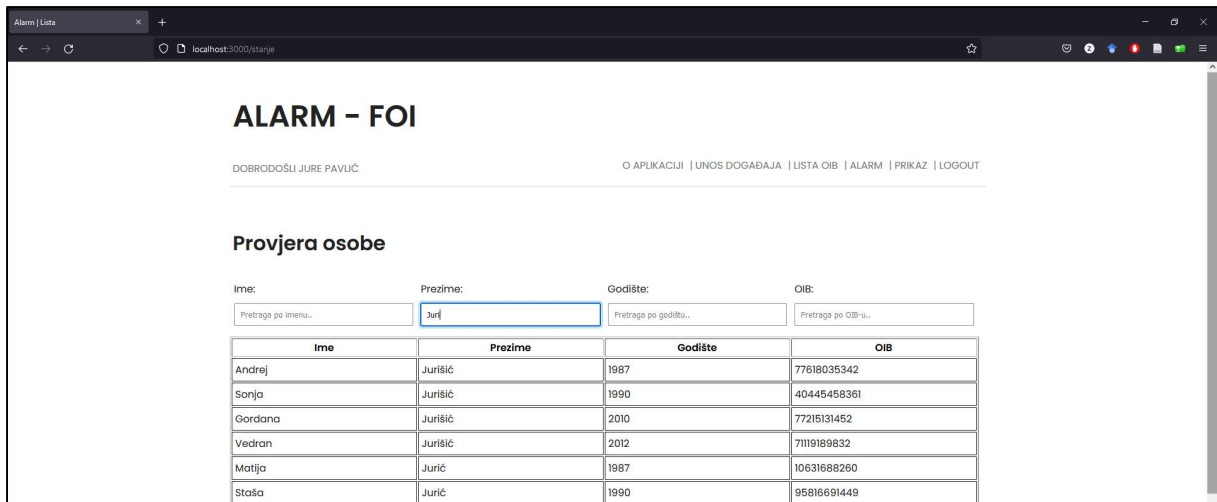 Alarm | Lista
localhost:3000/stanje
ALARM - FOI
DOBRODOŠLI JURE PAVLIĆ
O APLIKACIJI | UNOS DOGAĐAJA | LISTA OIB | ALARM | PRIKAZ | LOGOUT
Provjera osobe
Ime: Prezime: Godište: OIB:
Pretraga po imenu.. Juri Pretraga po godištu.. Pretraga po OIB-u..
Ime Prezime Godište OIB
Andrej Jurišić 1987 77618035342
Sonja Jurišić 1990 40445458361
Gordana Jurišić 2010 77215131452
Vedran Jurišić 2012 71119189832
Matija Jurić 1987 10631688260
Staša Jurić 1990 95816691449